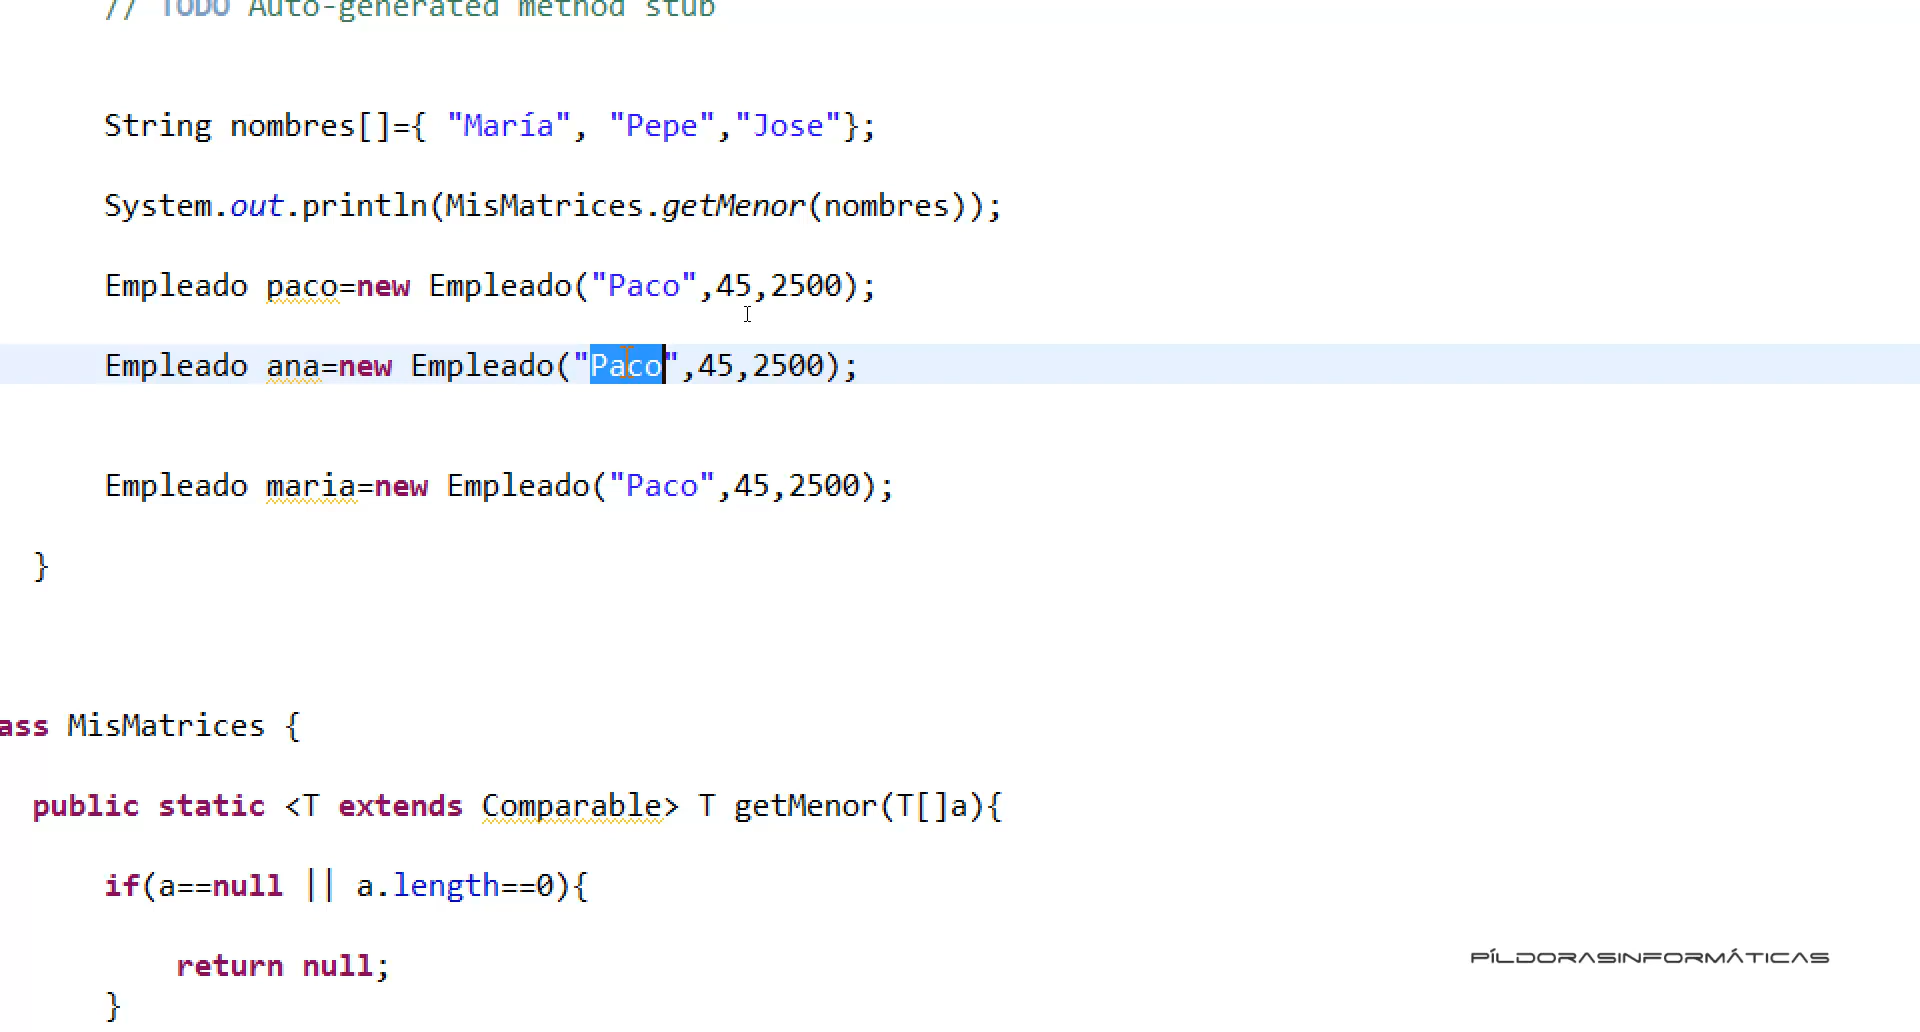 // TODO Auto-generated method stub
String nombres[]={ "María", "Pepe","Jose"};
System.out.println(MisMatrices.getMenor(nombres));
Empleado paco=new Empleado("Paco",45,2500);
Empleado ana=new Empleado("Paco",45,2500);
Empleado maria=new Empleado("Paco",45,2500);
}
ass MisMatrices {
public static <T extends Comparable> T getMenor(T[]a){
if(a==null || a.length==0){
return null;
}
PÍLDORASINFORMÁTICAS